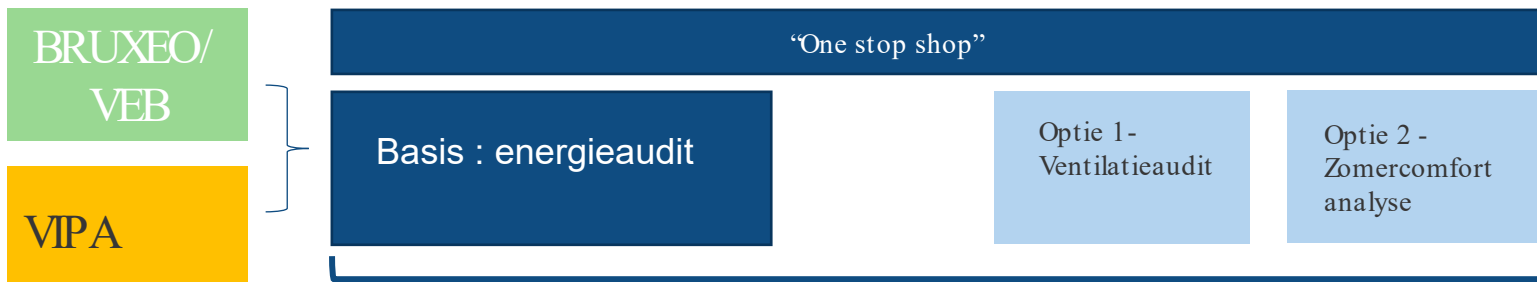 BRUXEO/
VEB
VIPA
“One stop shop”
Basis : energieaudit
Optie 1-
Ventilatieaudit
Optie 2 -
Zomercomfort
analyse